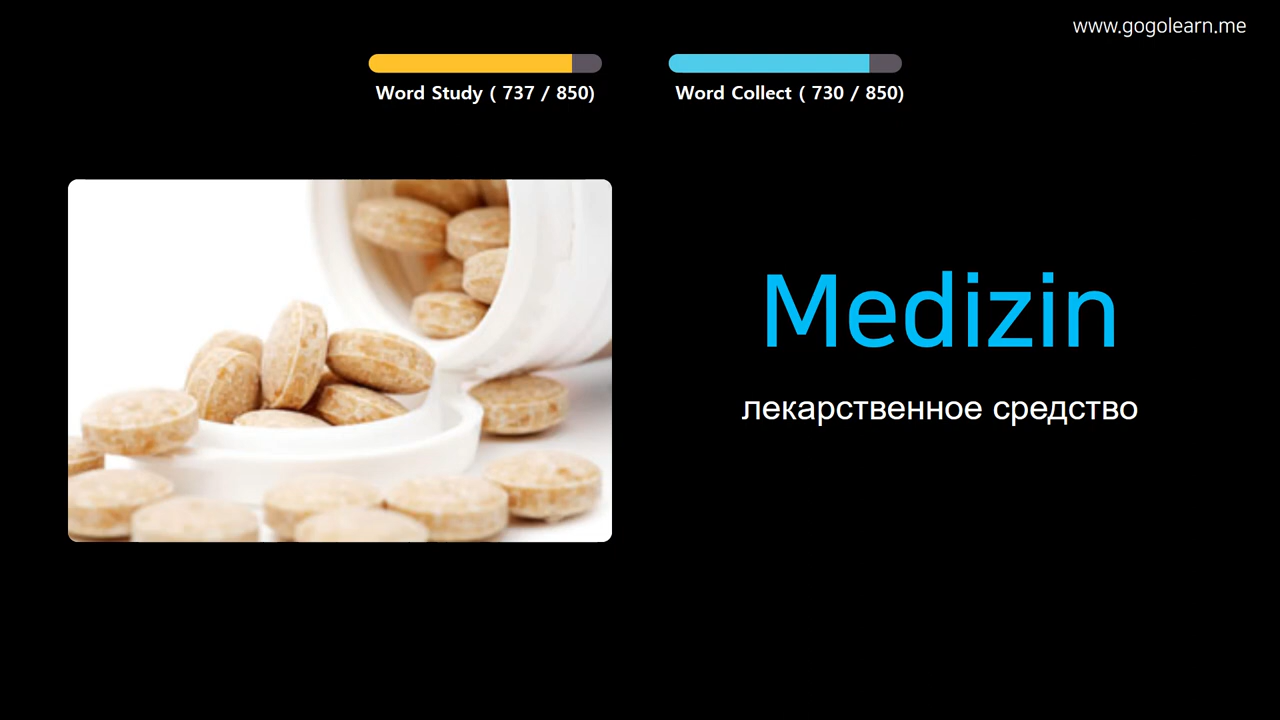 www.gogolearn.me
Word Study ( 737 / 850)
Word Collect ( 730 / 850)
Medizin
лекарственное средство